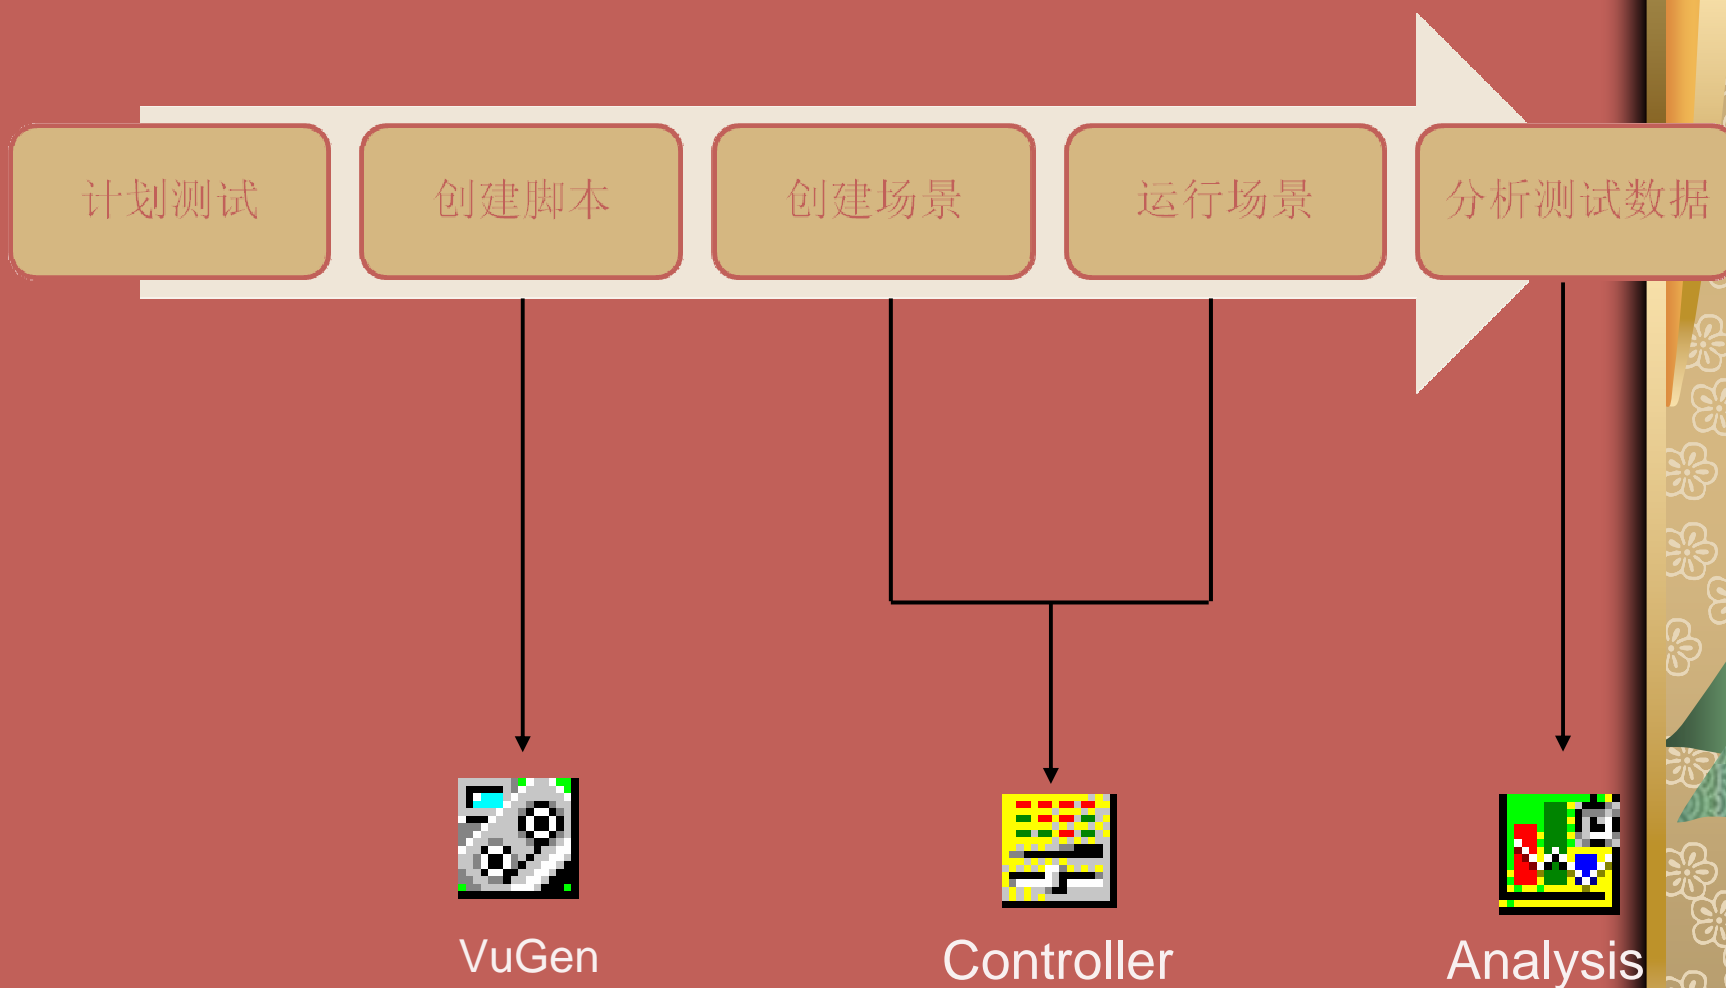 计划测试
创建脚本
创建场景
运行场景
分析测试数据
VuGen
Controller
Analysis